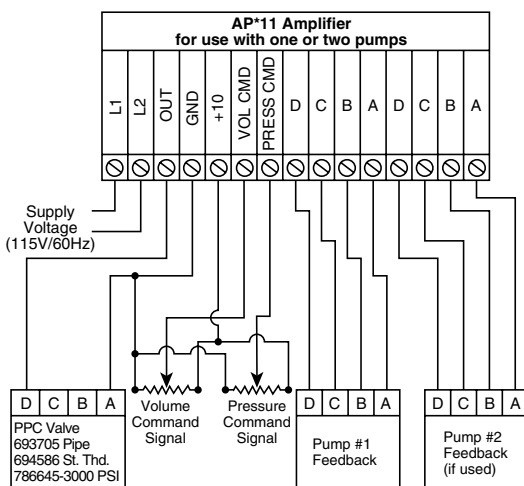 AP*11 Amplifier
for use with one or two pumps
L1
L2
OUT
GND
+10
VOL CMD
PRESS CMD
D
C
B
A
D
C
B
A
Supply
Voltage
(115V/60Hz)
D C B A
PPC Valve
693705 Pipe
694586 St. Thd.
786645-3000 PSI
Volume
Command
Signal
Pressure
Command
Signal
D C B A
Pump #1
Feedback
D C B A
Pump #2
Feedback
(if used)